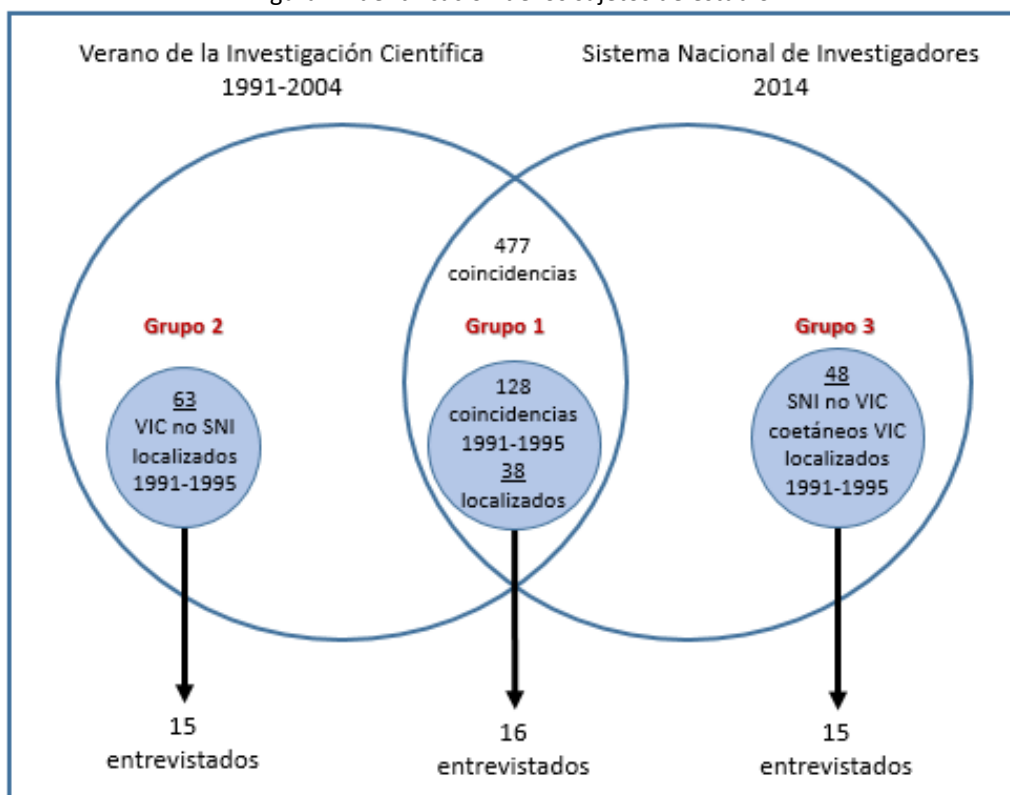 Verano de la Investigación Científica
1991-2004
Sistema Nacional de Investigadores
2014
477
coincidencias
Grupo 2
Grupo 1
Grupo 3
63
VIC no SNI
localizados
1991-1995
128
coincidencias
1991-1995
38
localizados
48
SNI no VIC
coetáneos VIC
localizados
1991-1995
15
entrevistados
16
entrevistados
15
entrevistados